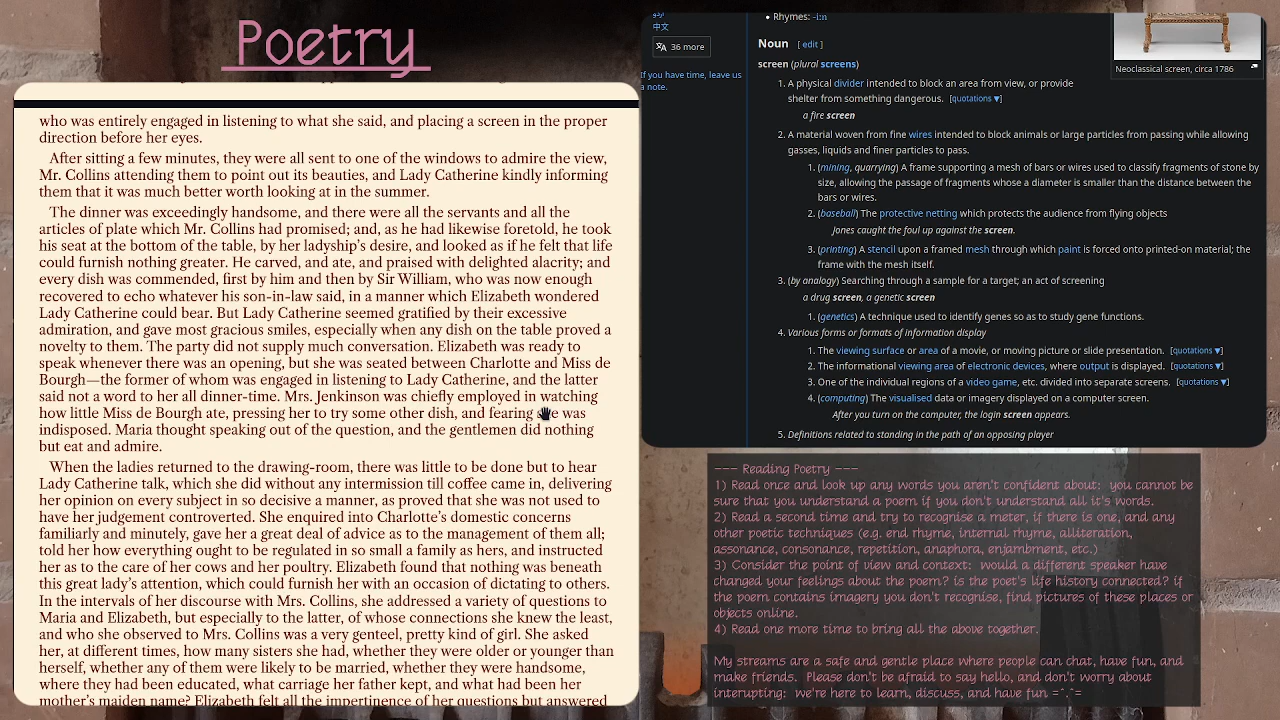 Poetry
who was entirely engaged in listening to what she said, and placing a screen in the proper
direction before her eyes.
After sitting a few minutes, they were all sent to one of the windows to admire the view,
Mr. Collins attending them to point out its beauties, and Lady Catherine kindly informing
them that it was much better worth looking at in the summer.
The dinner was exceedingly handsome, and there were all the servants and all the
articles of plate which Mr. Collins had promised; and, as he had likewise foretold, he took
his seat at the bottom of the table, by her ladyship's desire, and looked as if he felt that life
could furnish nothing greater. He carved, and ate, and praised with delighted alacrity; and
every dish was commended, first by him and then by Sir William, who was now enough
recovered to echo whatever his son-in-law said, in a manner which Elizabeth wondered
Lady Catherine could bear. But Lady Catherine seemed gratified by their excessive
admiration, and gave most gracious smiles, especially when any dish on the table proved a
novelty to them. The party did not supply much conversation. Elizabeth was ready to
speak whenever there was an opening, but she was seated between Charlotte and Miss de
Bourgh—the former of whom was engaged in listening to Lady Catherine, and the latter
said not a word to her all dinner-time. Mrs. Jenkinson was chiefly employed in watching
how little Miss de Bourgh ate, pressing her to try some other dish, and fearing she was
indisposed. Maria thought speaking out of the question, and the gentlemen did nothing
but eat and admire.
When the ladies returned to the drawing-room, there was little to be done but to hear
Lady Catherine talk, which she did without any intermission till coffee came in, delivering
her opinion on every subject in so decisive a manner, as proved that she was not used to
have her judgement controverted. She enquired into Charlotte's domestic concerns
familiarly and minutely, gave her a great deal of advice as to the management of them all;
told her how everything ought to be regulated in so small a family as hers, and instructed
her as to the care of her cows and her poultry. Elizabeth found that nothing was beneath
this great lady's attention, which could furnish her with an occasion of dictating to others.
In the intervals of her discourse with Mrs. Collins, she addressed a variety of questions to
Maria and Elizabeth, but especially to the latter, of whose connections she knew the least,
and who she observed to Mrs. Collins was a very genteel, pretty kind of girl. She asked
her, at different times, how many sisters she had, whether they were older or younger than
herself, whether any of them were likely to be married, whether they were handsome,
where they had been educated, what carriage her father kept, and what had been her
mother's maiden name? Elizabeth felt all the impertinence of her questions but answered
اردو
中文
36 more
If you have time, leave us
a note.
• Rhymes: -iːn
Noun [ edit ]
Neoclassical screen, circa 1786
screen (plural screens)
1. A physical divider intended to block an area from view, or provide
shelter from something dangerous. [quotations ▼]
a fire screen
2. A material woven from fine wires intended to block animals or large particles from passing while allowing
gasses, liquids and finer particles to pass.
1. (mining, quarrying) A frame supporting a mesh of bars or wires used to classify fragments of stone by
size, allowing the passage of fragments whose a diameter is smaller than the distance between the
bars or wires.
2. (baseball) The protective netting which protects the audience from flying objects
Jones caught the foul up against the screen.
3. (printing) A stencil upon a framed mesh through which paint is forced onto printed-on material; the
frame with the mesh itself.
3. (by analogy) Searching through a sample for a target; an act of screening
a drug screen, a genetic screen
1. (genetics) A technique used to identify genes so as to study gene functions.
4. Various forms or formats of information display
1. The viewing surface or area of a movie, or moving picture or slide presentation. [quotations ▼]
2. The informational viewing area of electronic devices, where output is displayed. [quotations ▼]
3. One of the individual regions of a video game, etc. divided into separate screens. [quotations ▼]
4. (computing) The visualised data or imagery displayed on a computer screen.
After you turn on the computer, the login screen appears.
5. Definitions related to standing in the path of an opposing player
--- Reading Poetry ---
1) Read once and look up any words you aren't confident about: you cannot be
sure that you understand a poem if you don't understand all it's words.
2) Read a second time and try to recognise a meter, if there is one, and any
other poetic techniques (e.g. end rhyme, internal rhyme, alliteration,
assonance, consonance, repetition, anaphora, enjambment, etc.)
3) Consider the point of view and context: would a different speaker have
changed your feelings about the poem? is the poet's life history connected? if
the poem contains imagery you don't recognise, find pictures of these places or
objects online.
4) Read one more time to bring all the above together.
My streams are a safe and gentle place where people can chat, have fun, and
make friends. Please don't be afraid to say hello, and don't worry about
interupting: we're here to learn, discuss, and have fun =^.^=